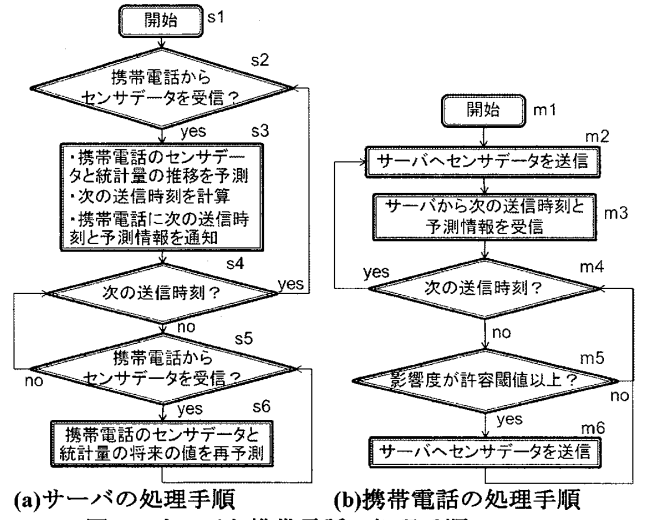 開始
s1
s2
携帯電話から
センサデータを受信？
yes
s3
・携帯電話のセンサデー
タと統計量の推移を予測
・次の送信時刻を計算
・携帯電話に次の送信時
刻と予測情報を通知
s4
次の送信時刻？
yes
no
s5
携帯電話から
センサデータを受信？
no
yes
s6
携帯電話のセンサデータと
統計量の将来の値を再予測
(a)サーバの処理手順
開始
m1
m2
サーバへセンサデータを送信
サーバから次の送信時刻と
予測情報を受信
m3
m4
yes
次の送信時刻？
no
m5
影響度が許容閾値以上？
no
yes
m6
サーバへセンサデータを送信
(b)携帯電話の処理手順